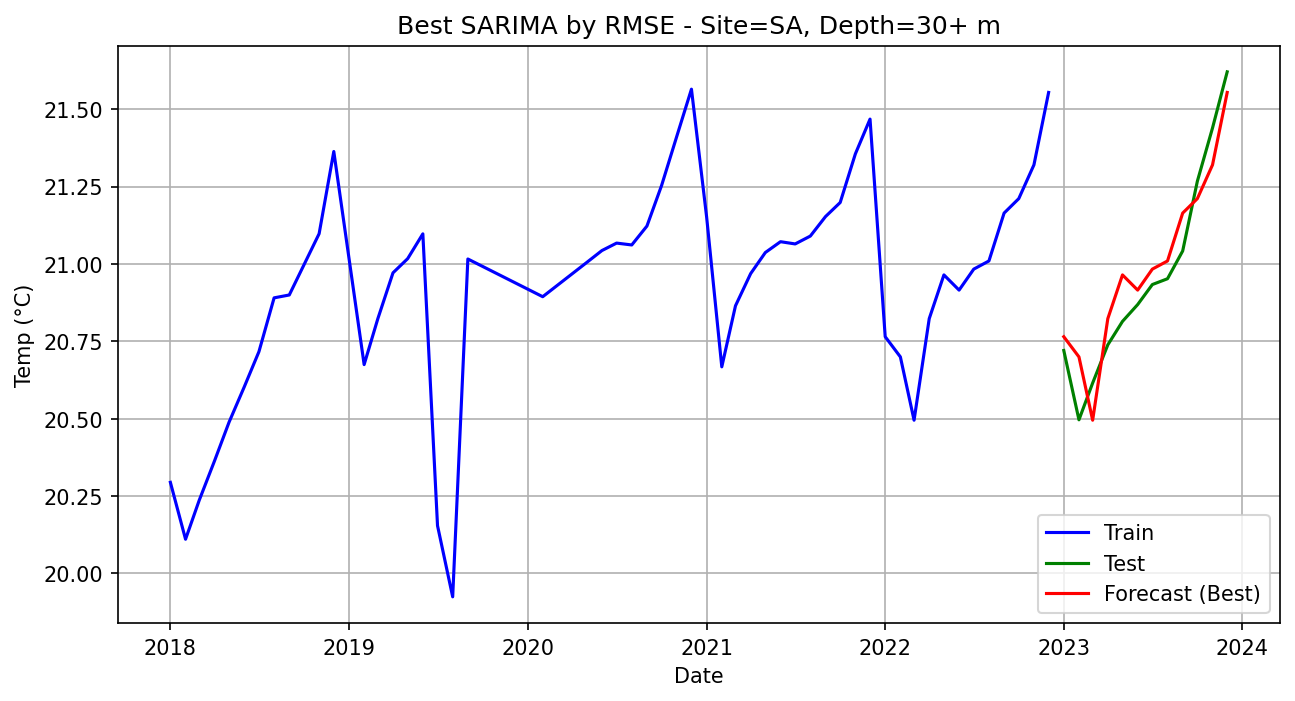 Best SARIMA by RMSE - Site=SA, Depth=30+ m
Temp (°C)
21.50
21.25
21.00
20.75
20.50
20.25
20.00
2018 2019 2020 2021 2022 2023 2024
Date
Train
Test
Forecast (Best)